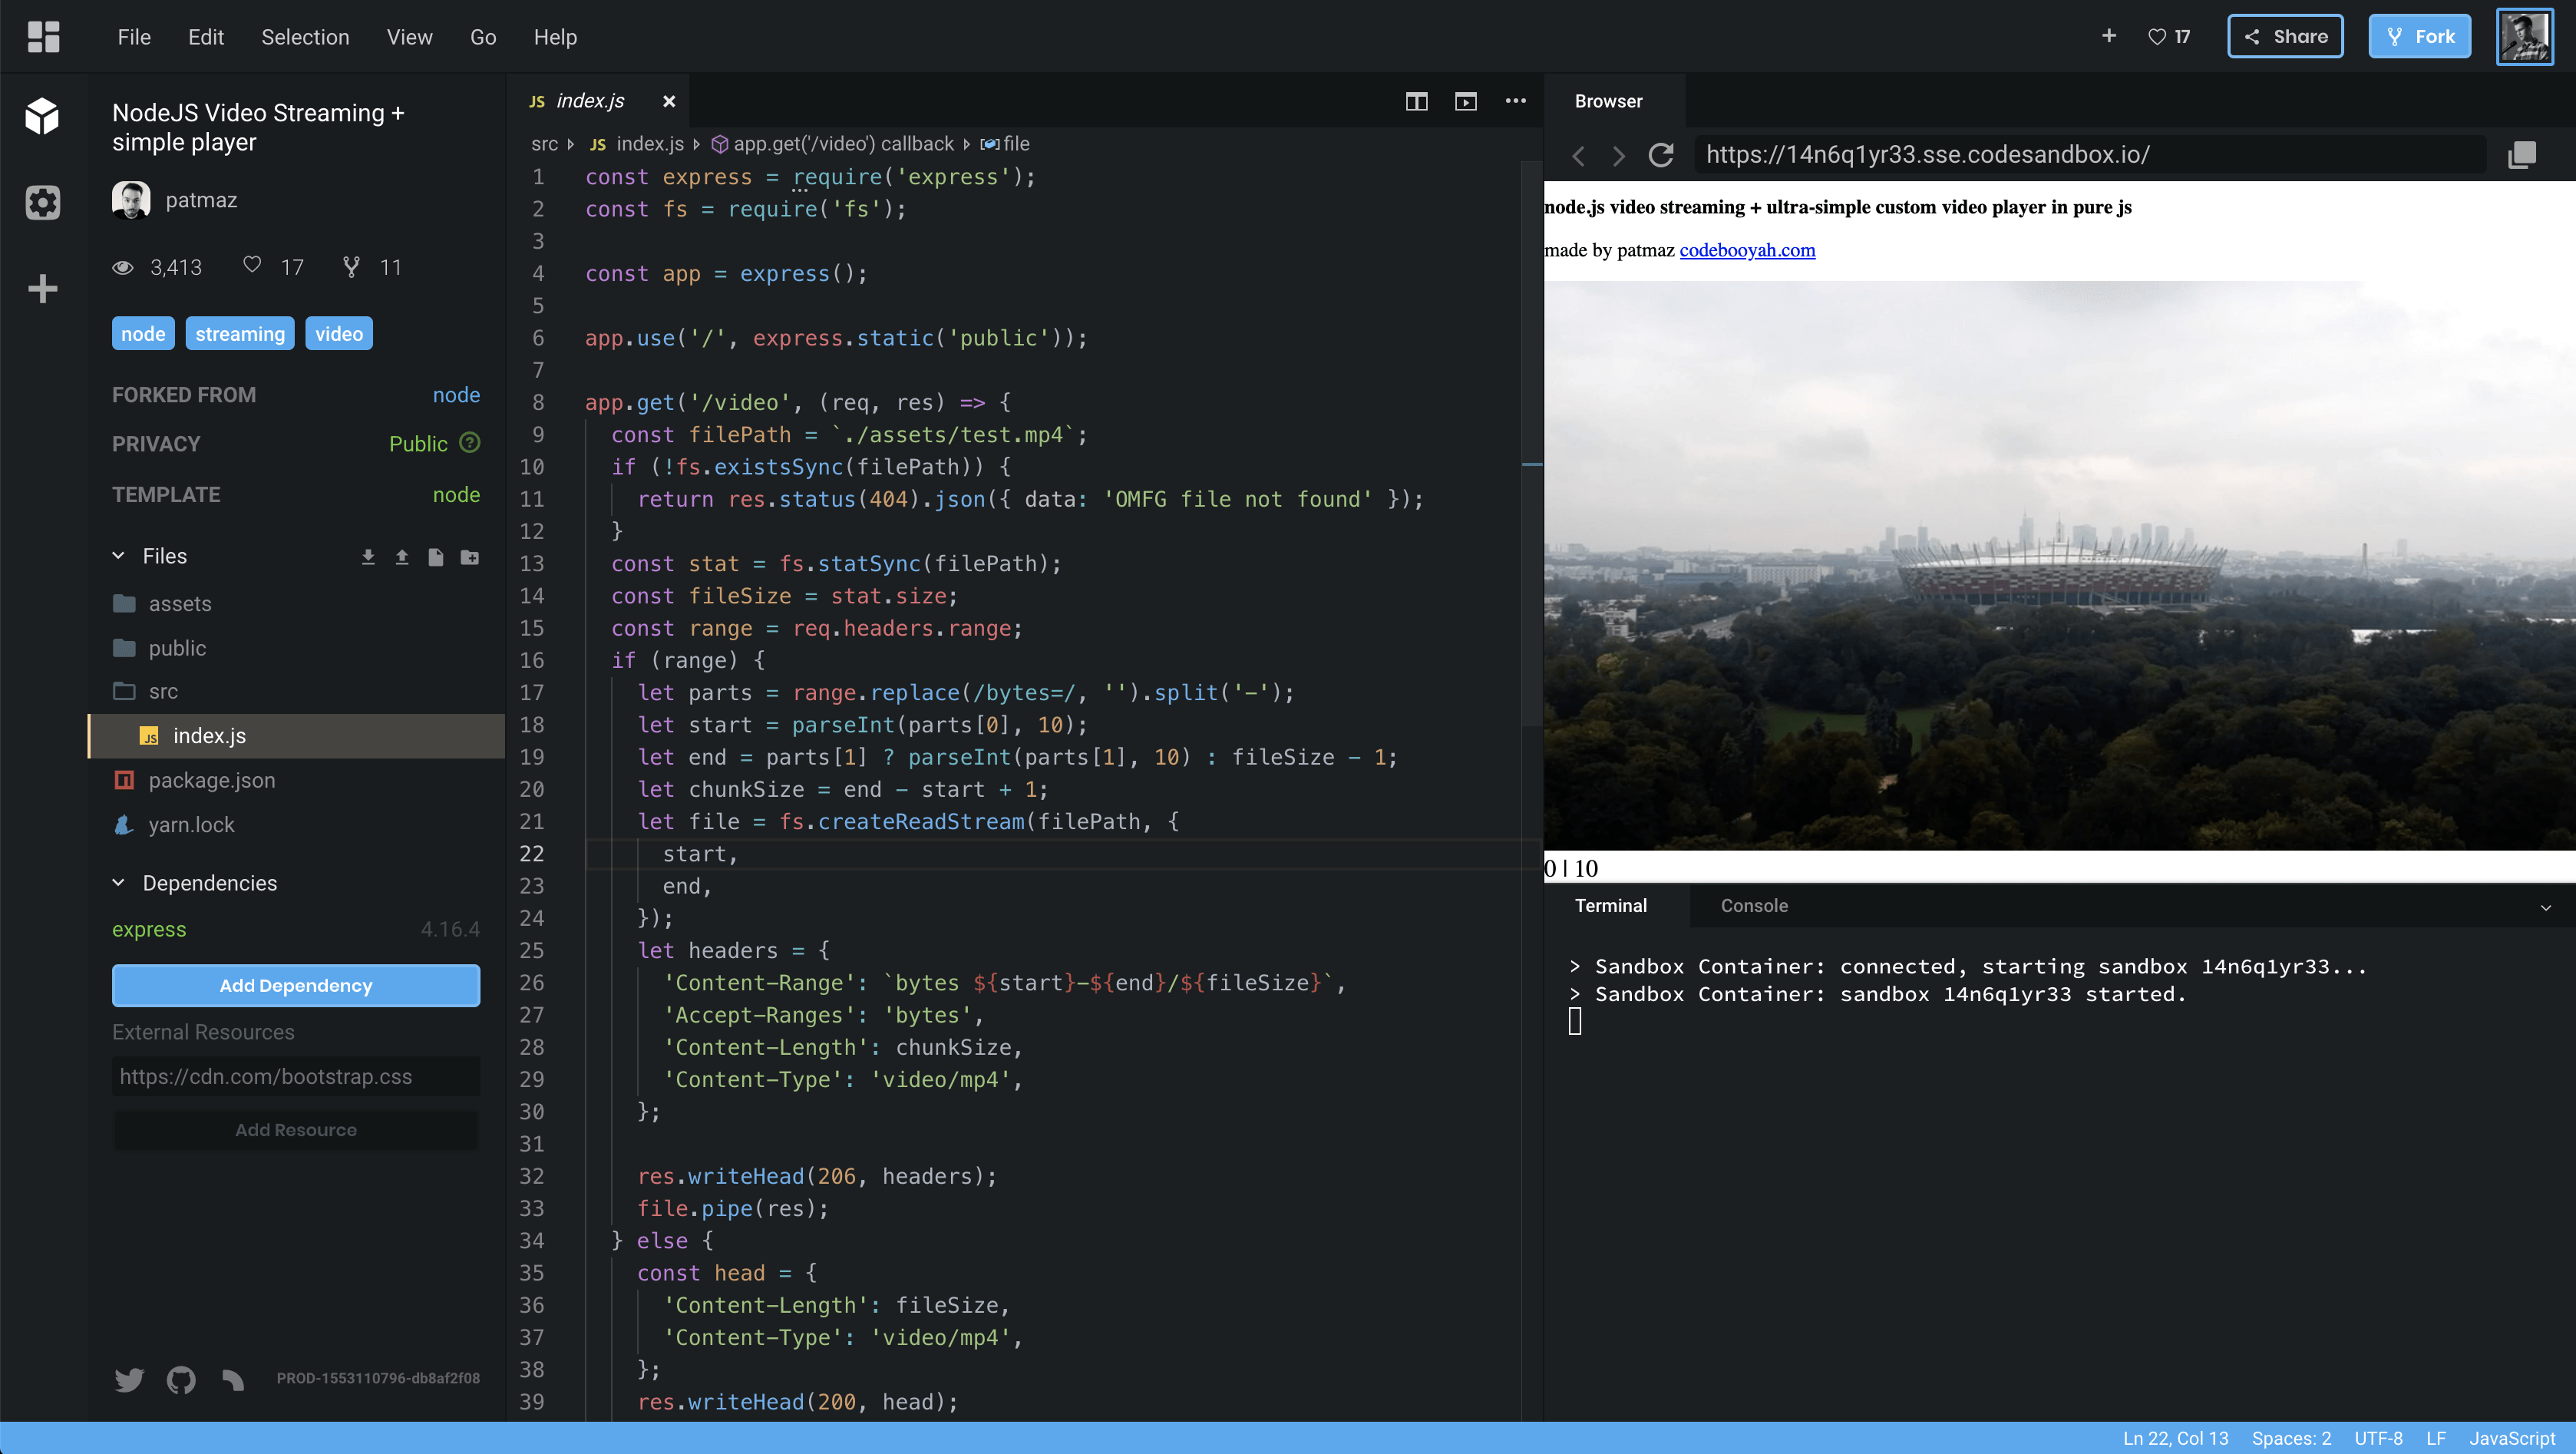 File Edit Selection View Go Help
+ 17 Share Fork
NodeJS Video Streaming +
simple player
patmaz
3,413 17 11
node streaming video
FORKED FROM node
PRIVACY Public ?
TEMPLATE node
Files
assets
public
src
JS index.js
package.json
yarn.lock
Dependencies
express 4.16.4
Add Dependency
External Resources
https://cdn.com/bootstrap.css
Add Resource
PROD-1553110796-db8af2f08
JS index.js
src JS index.js app.get('/video') callback file
1 const express = require('express');
2 const fs = require('fs');
3
4 const app = express();
5
6 app.use('/', express.static('public'));
7
8 app.get('/video', (req, res) => {
9 const filePath = `./assets/test.mp4`;
10 if (!fs.existsSync(filePath)) {
11 return res.status(404).json({ data: 'OMFG file not found' });
12 }
13 const stat = fs.statSync(filePath);
14 const fileSize = stat.size;
15 const range = req.headers.range;
16 if (range) {
17 let parts = range.replace(/bytes=/, '').split('-');
18 let start = parseInt(parts[0], 10);
19 let end = parts[1] ? parseInt(parts[1], 10) : fileSize - 1;
20 let chunkSize = end - start + 1;
21 let file = fs.createReadStream(filePath, {
22 start,
23 end,
24 });
25 let headers = {
26 'Content-Range': `bytes ${start}-${end}/${fileSize}`,
27 'Accept-Ranges': 'bytes',
28 'Content-Length': chunkSize,
29 'Content-Type': 'video/mp4',
30 };
31
32 res.writeHead(206, headers);
33 file.pipe(res);
34 } else {
35 const head = {
36 'Content-Length': fileSize,
37 'Content-Type': 'video/mp4',
38 };
39 res.writeHead(200, head);
Browser
https://14n6q1yr33.sse.codesandbox.io/
node.js video streaming + ultra-simple custom video player in pure js
made by patmaz codebooyah.com
0 | 10
Terminal Console
> Sandbox Container: connected, starting sandbox 14n6q1yr33...
> Sandbox Container: sandbox 14n6q1yr33 started.
Ln 22, Col 13 Spaces: 2 UTF-8 LF JavaScript